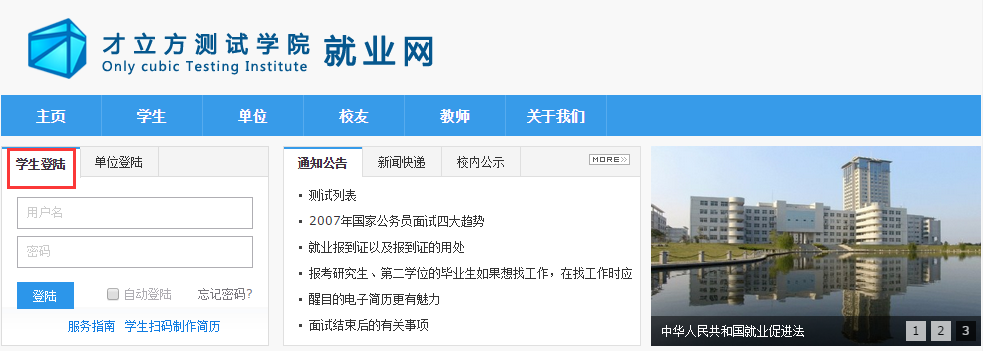 才立方测试学院 就业网
Only cubic Testing Institute
主页 学生 单位 校友 教师 关于我们
学生登陆 单位登陆
用户名
密码
登陆 自动登陆 忘记密码?
服务指南 学生扫码制作简历
通知公告 新闻快递 校内公示 MORE
测试列表
2007年国家公务员面试四大趋势
就业报到证以及报到证的用处
报考研究生、第二学位的毕业生如果想找工作，在找工作时应
醒目的电子简历更有魅力
面试结束后的有关事项
中华人民共和国就业促进法 1 2 3